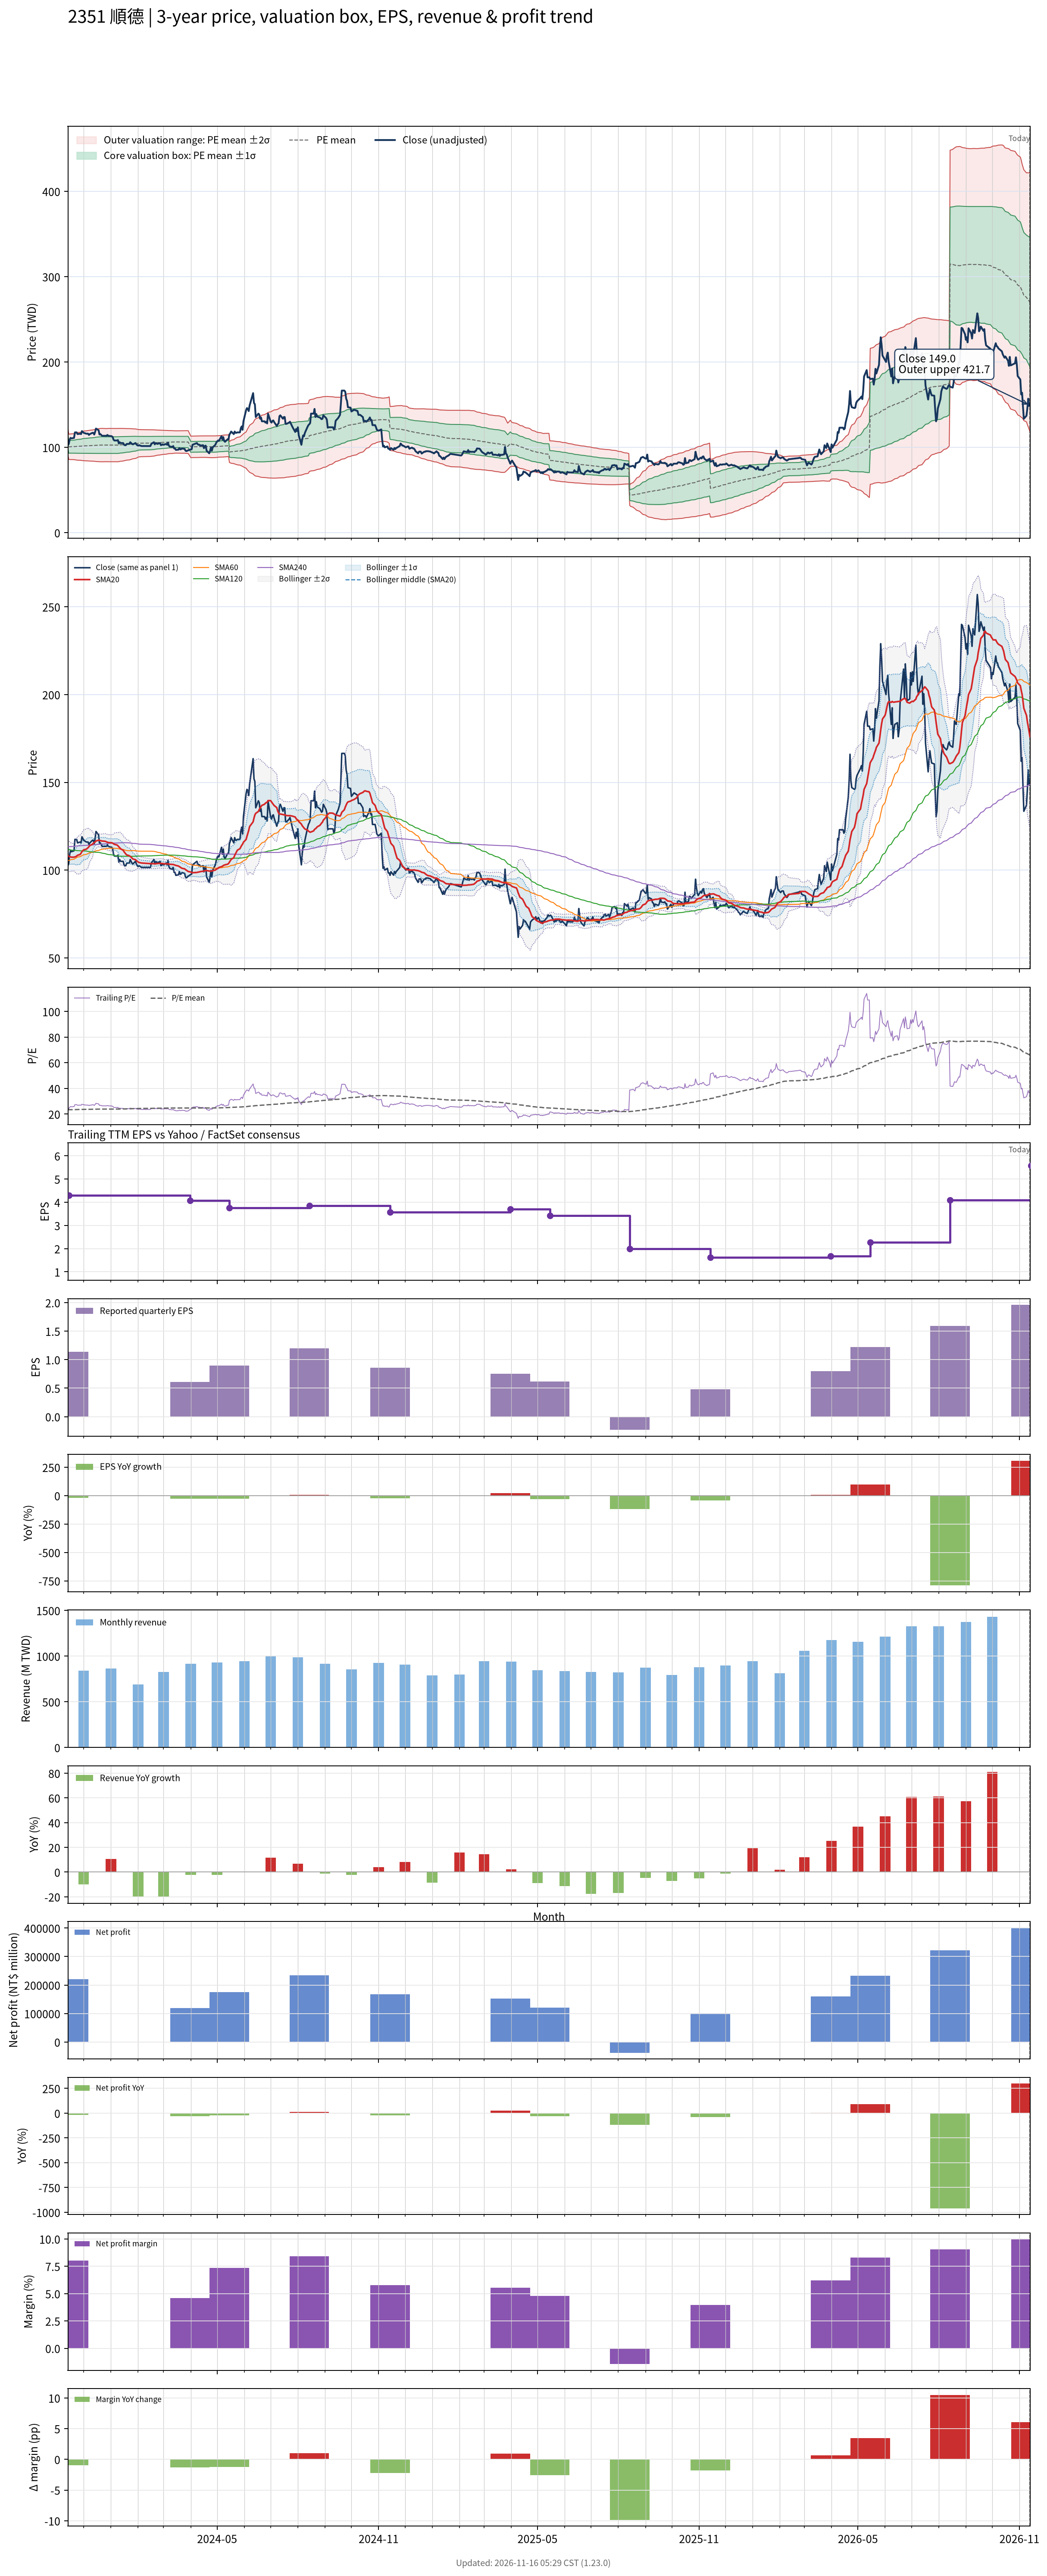 2351 順德 | 3-year price, valuation box, EPS, revenue & profit trend
Outer valuation range: PE mean ±2σ
PE mean
Close (unadjusted)
Core valuation box: PE mean ±1σ
Today
400
300
200
100
0
Price (TWD)
Close 149.0
Outer upper 421.7
Close (same as panel 1)
SMA20
SMA60
SMA120
SMA240
Bollinger ±2σ
Bollinger ±1σ
Bollinger middle (SMA20)
250
200
150
100
50
Price
Trailing P/E
P/E mean
100
80
60
40
20
P/E
Trailing TTM EPS vs Yahoo / FactSet consensus
Today
6
5
4
3
2
1
EPS
Reported quarterly EPS
2.0
1.5
1.0
0.5
0.0
EPS
EPS YoY growth
250
0
-250
-500
-750
YoY (%)
Monthly revenue
1500
1000
500
0
Revenue (M TWD)
Revenue YoY growth
80
60
40
20
0
-20
YoY (%)
Month
Net profit
400000
300000
200000
100000
0
Net profit (NT$ million)
Net profit YoY
250
0
-250
-500
-750
-1000
YoY (%)
Net profit margin
10.0
7.5
5.0
2.5
0.0
Margin (%)
Margin YoY change
10
5
0
-5
-10
Δ margin (pp)
2024-05
2024-11
2025-05
2025-11
2026-05
2026-11
Updated: 2026-11-16 05:29 CST (1.23.0)